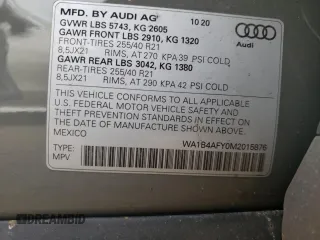 MFD. BY AUDI AG
10 20
GVWR LBS 5743, KG 2605
GAWR FRONT LBS 2910, KG 1320
FRONT-TIRES 255/40 R21
8,5JX21 RIMS, AT 270 KPA 39 PSI COLD
GAWR REAR LBS 3042, KG 1380
REAR-TIRES 255/40 R21
8,5JX21 RIMS, AT 290 KPA 42 PSI COLD
Audi
THIS VEHICLE CONFORMS TO ALL APPLICABLE
U.S. FEDERAL MOTOR VEHICLE SAFETY
AND THEFT PREVENTION STANDARDS IN EFFECT
ON THE DATE OF MANUFACTURE SHOWN ABOVE
MEXICO WA1B4AFY0M2015876
MPV
© IDEAMBID